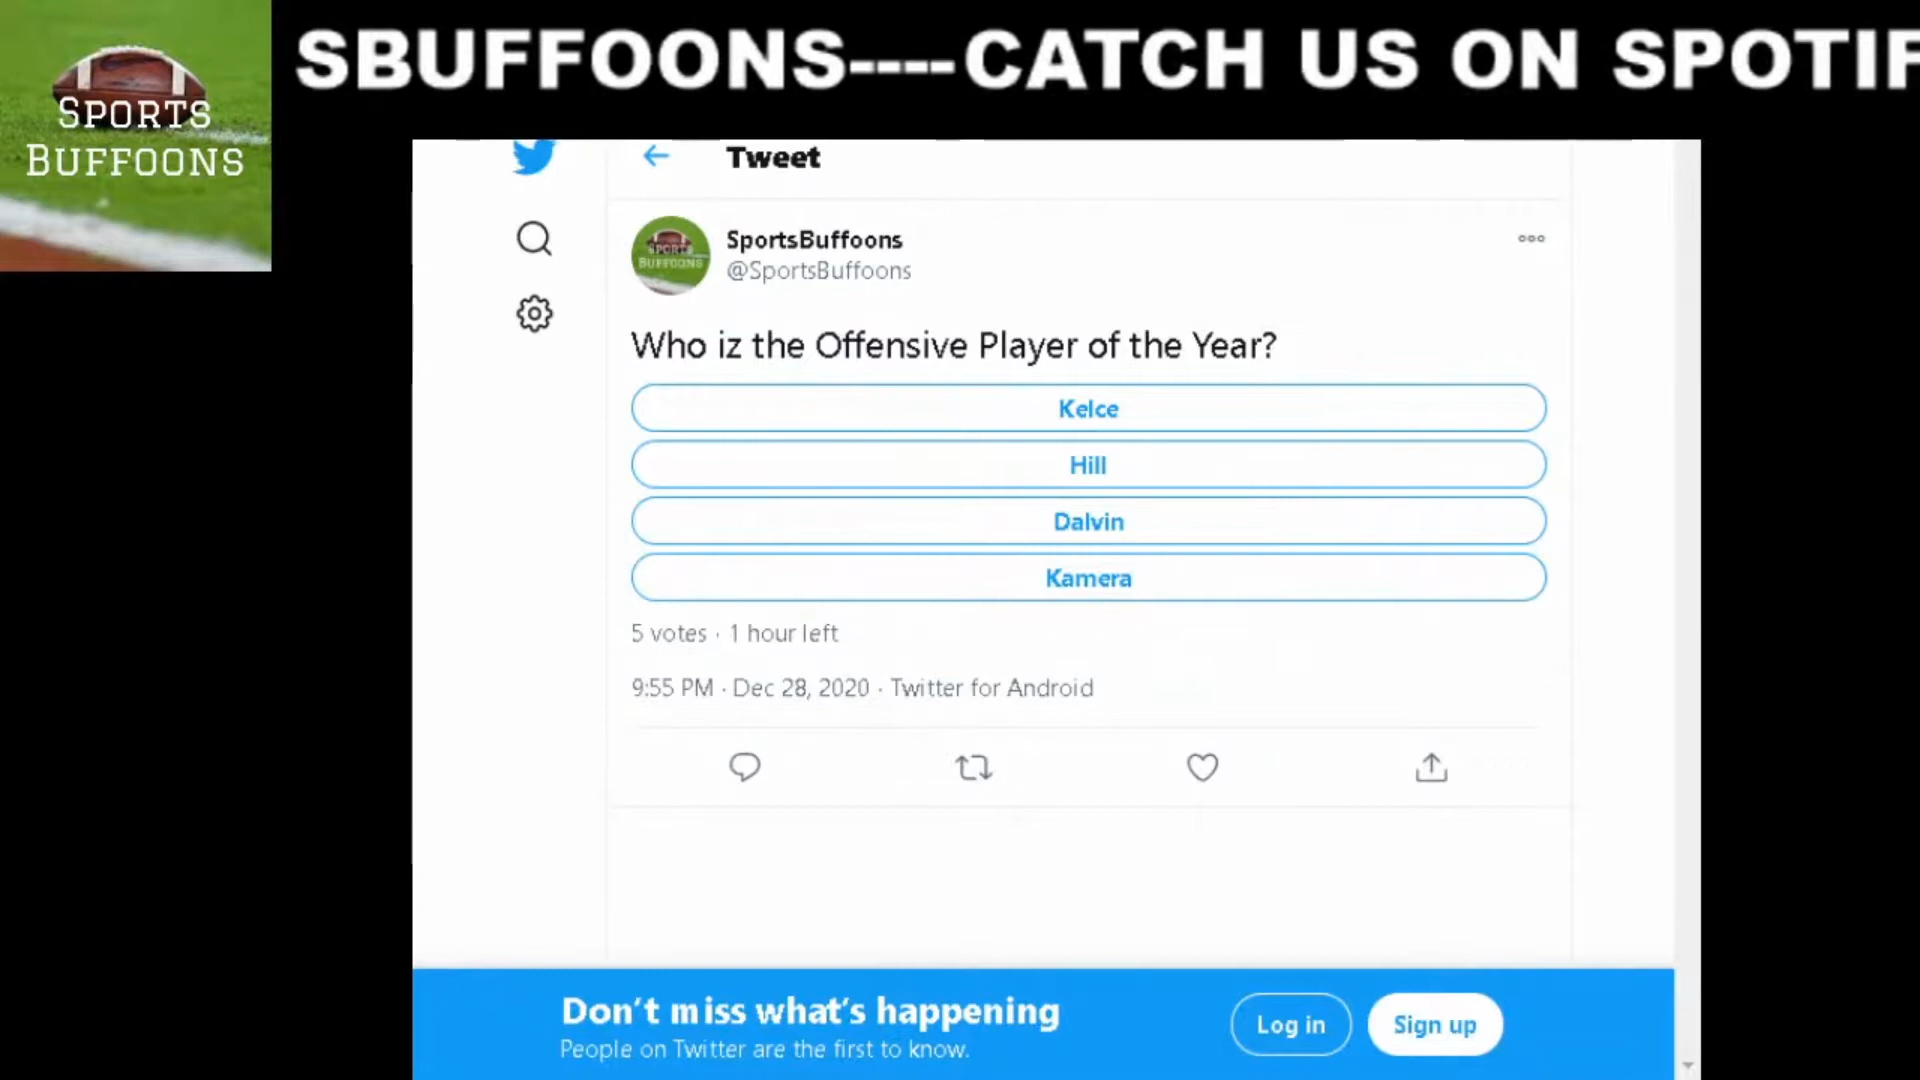 SPORTS
BUFFOONS
SBUFFOONS----CATCH US ON SPOTIF
Tweet
SPORTS
BUFFOONS
SportsBuffoons
@SportsBuffoons
Who iz the Offensive Player of the Year?
Kelce
Hill
Dalvin
Kamera
5 votes · 1 hour left
9:55 PM · Dec 28, 2020 · Twitter for Android
Don't miss what's happening
People on Twitter are the first to know.
Log in
Sign up